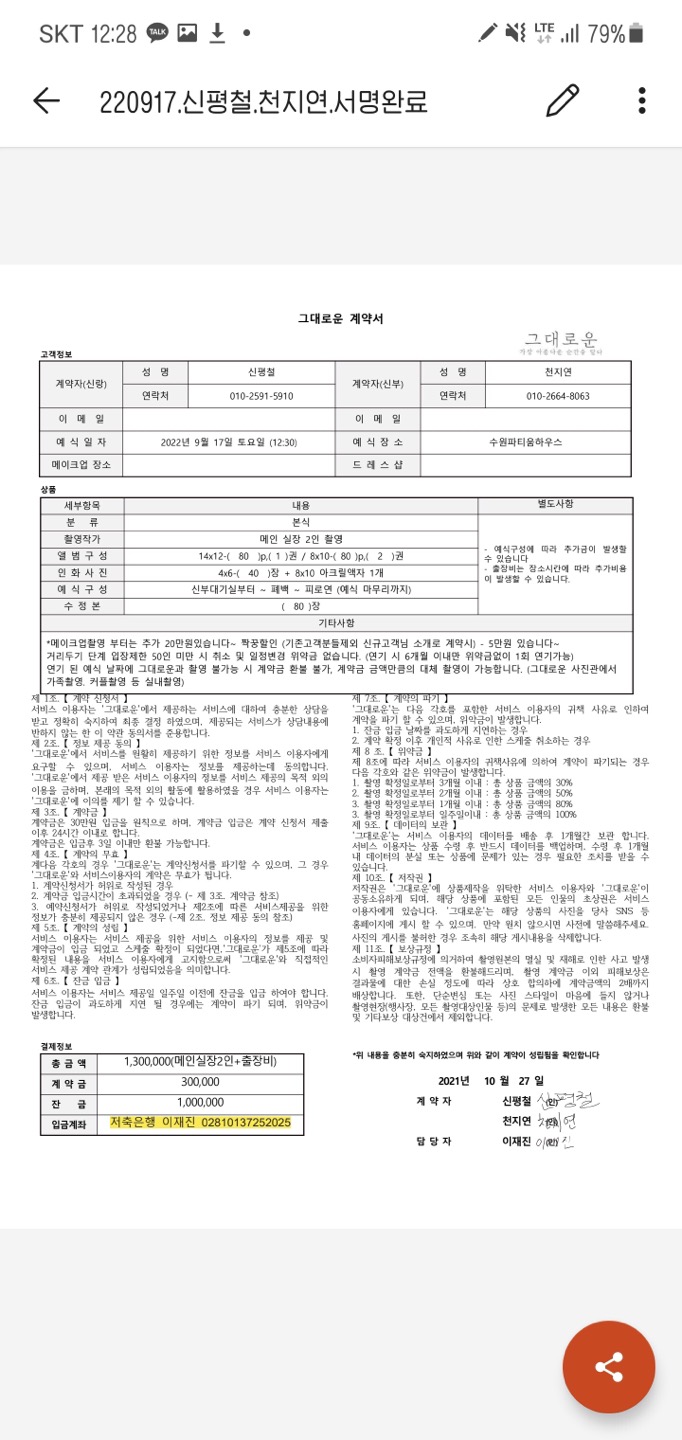 SKT 12:28 TALK LTE 79%
220917.신평철.천지연.서명완료
그대로운 계약서
그대로운
가장 아름다운 순간을 담다
고객정보
계약자(신랑) 성 명 신평철 계약자(신부) 성 명 천지연
연락처 010-2591-5910 연락처 010-2664-8063
이 메 일 이 메 일
예 식 일 자 2022년 9월 17일 토요일 (12:30) 예 식 장 소 수원파티움하우스
메이크업 장소 드 레 스 샵
상품
세부항목 내용 별도사항
분 류 본식
촬영작가 메인 실장 2인 촬영
앨 범 구 성 14x12-( 80 )p,( 1 )권 / 8x10-( 80 )p,( 2 )권
인 화 사 진 4x6-( 40 )장 + 8x10 아크릴액자 1개
예 식 구 성 신부대기실부터 ~ 폐백 ~ 피로연 (예식 마무리까지)
수 정 본 ( 80 )장
- 예식구성에 따라 추가금이 발생할
수 있습니다
- 출장비는 장소시간에 따라 추가비용
이 발생할 수 있습니다.
기타사항
*메이크업촬영 부터는 추가 20만원있습니다~ 짝꿍할인 (기존고객분들제외 신규고객님 소개로 계약시) - 5만원 있습니다~
거리두기 단계 입장제한 50인 미만 시 취소 및 일정변경 위약금 없습니다. (연기 시 6개월 이내만 위약금없이 1회 연기가능)
연기 된 예식 날짜에 그대로운과 촬영 불가능 시 계약금 환불 불가, 계약금 금액만큼의 대체 촬영이 가능합니다. (그대로운 사진관에서
가족촬영, 커플촬영 등 실내촬영)
제 1조.【 계약 신청서 】
서비스 이용자는 '그대로운'에서 제공하는 서비스에 대하여 충분한 상담을
받고 정확히 숙지하여 최종 결정 하였으며, 제공되는 서비스가 상담내용에
반하지 않는 한 이 약관 동의서를 준용합니다.
제 2조.【 정보 제공 동의 】
'그대로운'에서 서비스를 원활히 제공하기 위한 정보를 서비스 이용자에게
요구할 수 있으며, 서비스 이용자는 정보를 제공하는데 동의합니다.
'그대로운'에서 제공 받은 서비스 이용자의 정보를 서비스 제공의 목적 외의
이용을 금하며, 본래의 목적 외의 활동에 활용하였을 경우 서비스 이용자는
'그대로운'에 이의를 제기 할 수 있습니다.
제 3조.【 계약금 】
계약금은 30만원 입금을 원칙으로 하며, 계약금 입금은 계약 신청서 제출
이후 24시간 이내로 합니다.
계약금은 입금후 3일 이내만 환불 가능합니다.
제 4조.【 계약의 무효 】
게다음 각호의 경우 '그대로운'는 계약신청서를 파기할 수 있으며, 그 경우
'그대로운'와 서비스이용자의 계약은 무효가 됩니다.
1. 계약신청서가 허위로 작성된 경우
2. 계약금 입금시간이 초과되었을 경우 (- 제 3조. 계약금 참조)
3. 예약신청서가 허위로 작성되었거나 제2조에 따른 서비스제공을 위한
정보가 충분히 제공되지 않은 경우 (-제 2조. 정보 제공 동의 참조)
제 5조.【 계약의 성립 】
서비스 이용자는 서비스 제공을 위한 서비스 이용자의 정보를 제공 및
계약금이 입금 되었고 스케줄 확정이 되었다면,'그대로운'가 제5조에 따라
확정된 내용을 서비스 이용자에게 고지함으로써 '그대로운'와 직접적인
서비스 제공 계약 관계가 성립되었음을 의미합니다.
제 6조.【 잔금 입금 】
서비스 이용자는 서비스 제공일 일주일 이전에 잔금을 입금 하여야 합니다.
잔금 입금이 과도하게 지연 될 경우에는 계약이 파기 되며, 위약금이
발생합니다.
제 7조.【 계약의 파기 】
'그대로운'는 다음 각호를 포함한 서비스 이용자의 귀책 사유로 인하여
계약을 파기 할 수 있으며, 위약금이 발생합니다.
1. 잔금 입금 날짜를 과도하게 지연하는 경우
2. 계약 확정 이후 개인적 사유로 인한 스케줄 취소하는 경우
제 8 조.【 위약금 】
제 8조에 따라 서비스 이용자의 귀책사유에 의하여 계약이 파기되는 경우
다음 각호와 같은 위약금이 발생합니다.
1. 촬영 확정일로부터 3개월 이내 : 총 상품 금액의 30%
2. 촬영 확정일로부터 2개월 이내 : 총 상품 금액의 50%
3. 촬영 확정일로부터 1개월 이내 : 총 상품 금액의 80%
3. 촬영 확정일로부터 일주일이내 : 총 상품 금액의 100%
제 9조.【 데이터의 보관 】
'그대로운'는 서비스 이용자의 데이터를 배송 후 1개월간 보관 합니다.
서비스 이용자는 상품 수령 후 반드시 데이터를 백업하며, 수령 후 1개월
내 데이터의 분실 또는 상품에 문제가 있는 경우 필요한 조치를 받을 수
있습니다.
제 10조.【 저작권 】
저작권은 '그대로운'에 상품제작을 위탁한 서비스 이용자와 '그대로운'이
공동소유하게 되며, 해당 상품에 포함된 모든 인물의 초상권은 서비스
이용자에게 있습니다. '그대로운'는 해당 상품의 사진을 당사 SNS 등
홈페이지에 게시 할 수 있으며, 만약 원치 않으시면 사전에 말씀해주세요.
사진의 게시를 불허한 경우 조속히 해당 게시내용을 삭제합니다.
제 11조.【 보상규정 】
소비자피해보상규정에 의거하여 촬영원본의 멸실 및 재해로 인한 사고 발생
시 촬영 계약금 전액을 환불해드리며, 촬영 계약금 이외 피해보상은
결과물에 대한 손실 정도에 따라 상호 합의하에 계약금액의 2배까지
배상합니다. 또한, 단순변심 또는 사진 스타일이 마음에 들지 않거나
촬영현장(행사장, 모든 촬영대상인물 등)의 문제로 발생한 모든 내용은 환불
및 기타보상 대상건에서 제외합니다.
결제정보
총 금 액 1,300,000(메인실장2인+출장비)
계 약 금 300,000
잔 금 1,000,000
입금계좌 저축은행 이재진 02810137252025
*위 내용을 충분히 숙지하였으며 위와 같이 계약이 성립됨을 확인합니다
2021년 10 월 27 일
계 약 자 신평철 (인) 신평철
천지연 (인) 천지연
담 당 자 이재진 (인) 이재진